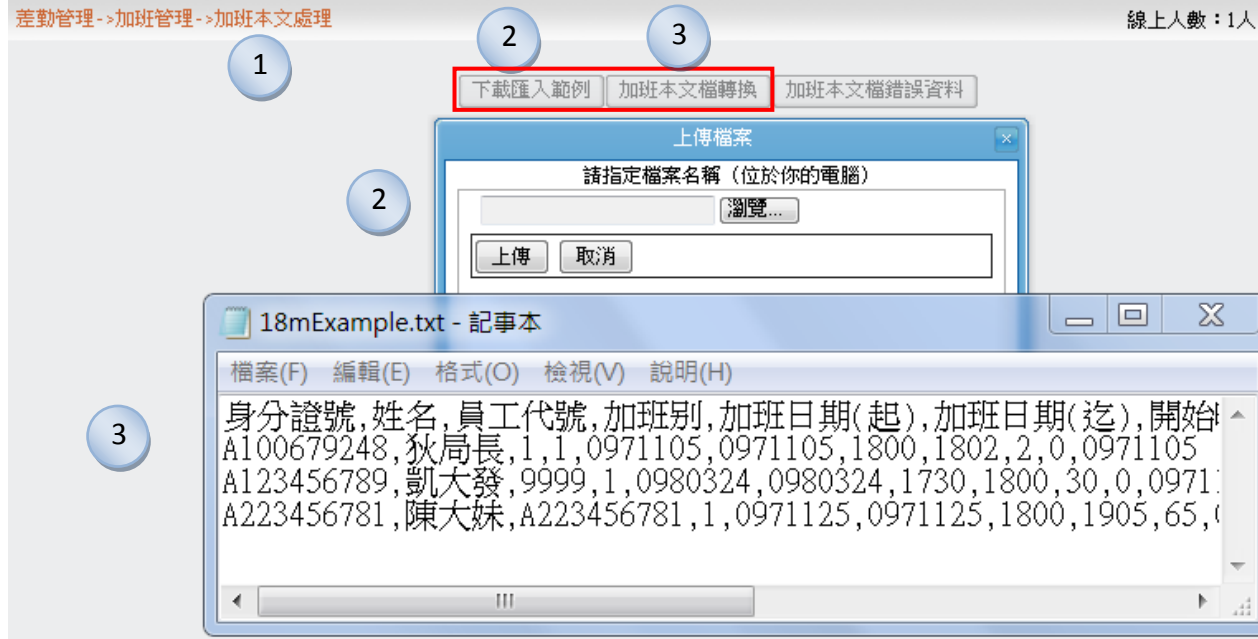 差勤管理->加班管理->加班本文處理
線上人數：1人
1
2
3
下載匯入範例 加班本文檔轉換 加班本文檔錯誤資料
上傳檔案
請指定檔案名稱（位於你的電腦）
2
瀏覽...
上傳 取消
18mExample.txt - 記事本
檔案(F) 編輯(E) 格式(O) 檢視(V) 說明(H)
3
身分證號,姓名,員工代號,加班別,加班日期(起),加班日期(迄),開始
A100679248,狄局長,1,1,0971105,0971105,1800,1802,2,0,0971105
A123456789,凱大發,9999,1,0980324,0980324,1730,1800,30,0,0971
A223456781,陳大妹,A223456781,1,0971125,0971125,1800,1905,65,